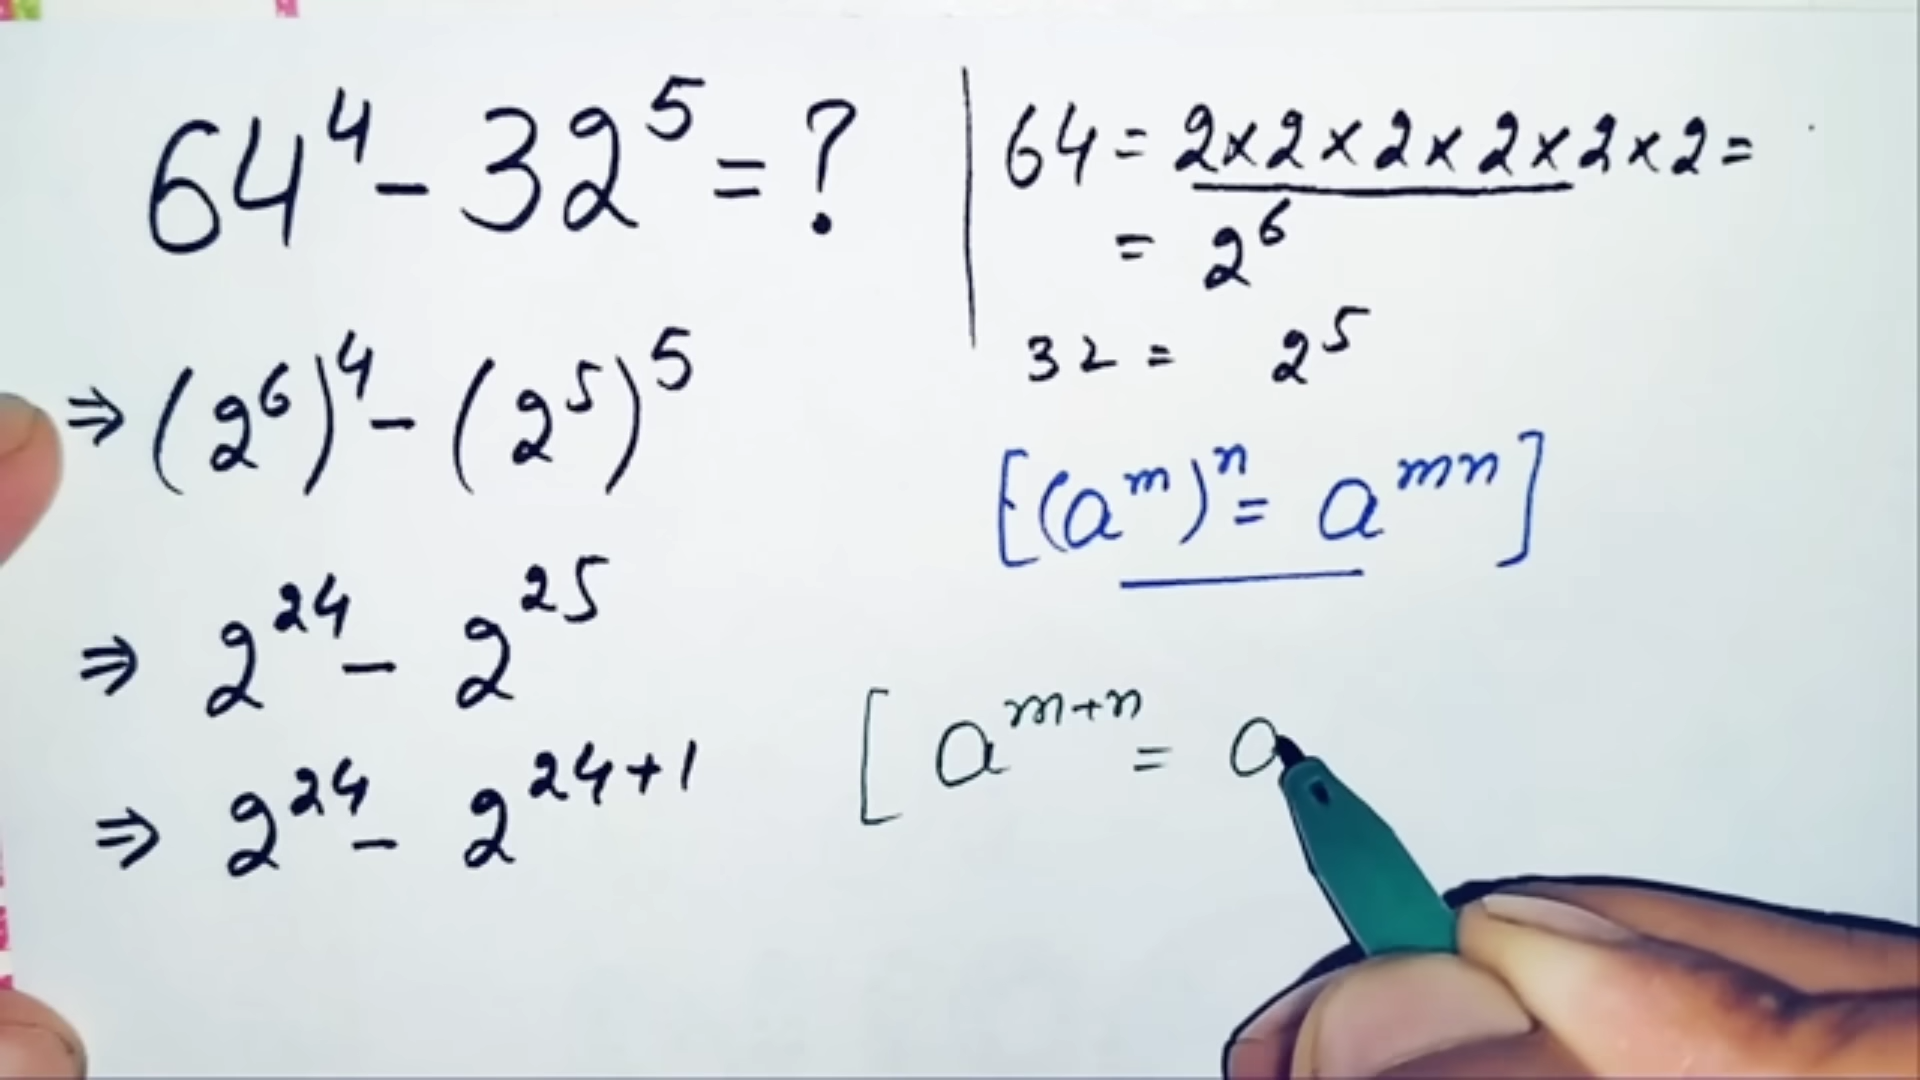 64⁴ - 32⁵ = ?
⇒ (2⁶)⁴ - (2⁵)⁵
⇒ 2²⁴ - 2²⁵
⇒ 2²⁴ - 2²⁴⁺¹
64 = 2×2×2×2×2×2 =
= 2⁶
32 = 2⁵
[(aᵐ)ⁿ = aᵐⁿ]
[aᵐ⁺ⁿ = a